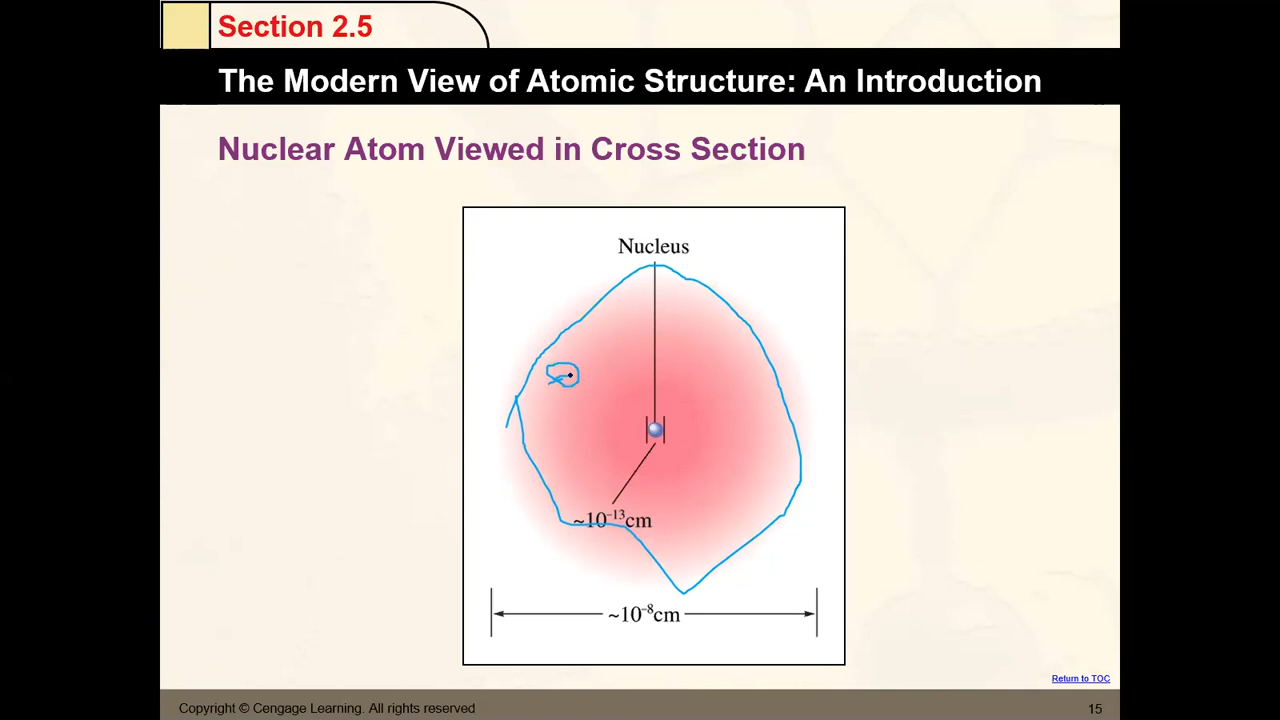 Section 2.5
The Modern View of Atomic Structure: An Introduction
Nuclear Atom Viewed in Cross Section
Nucleus
~10⁻¹³cm
~10⁻⁸cm
Return to TOC
Copyright © Cengage Learning. All rights reserved
15